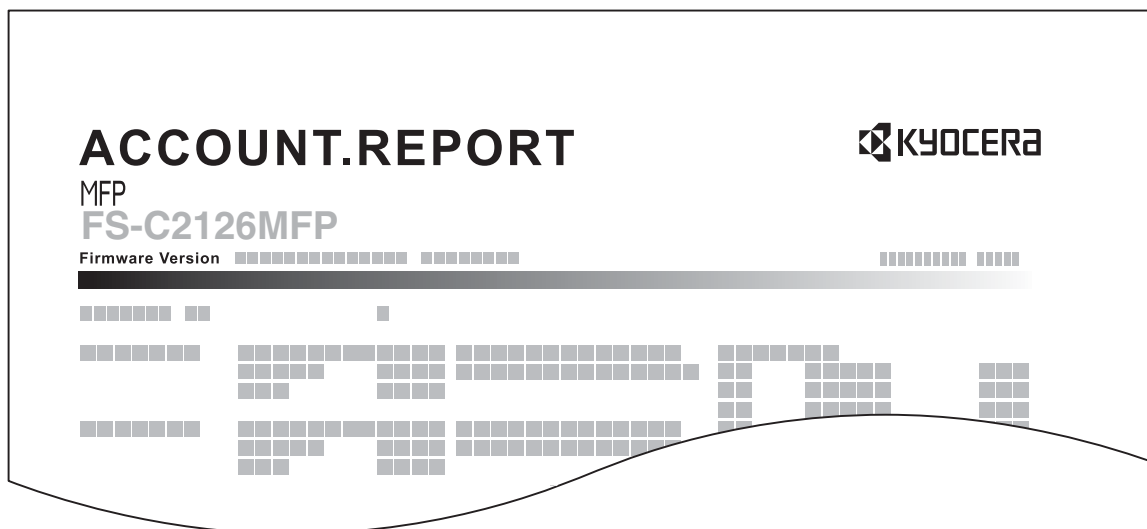 ACCOUNT.REPORT
KYOCERA
MFP
FS-C2126MFP
Firmware Version